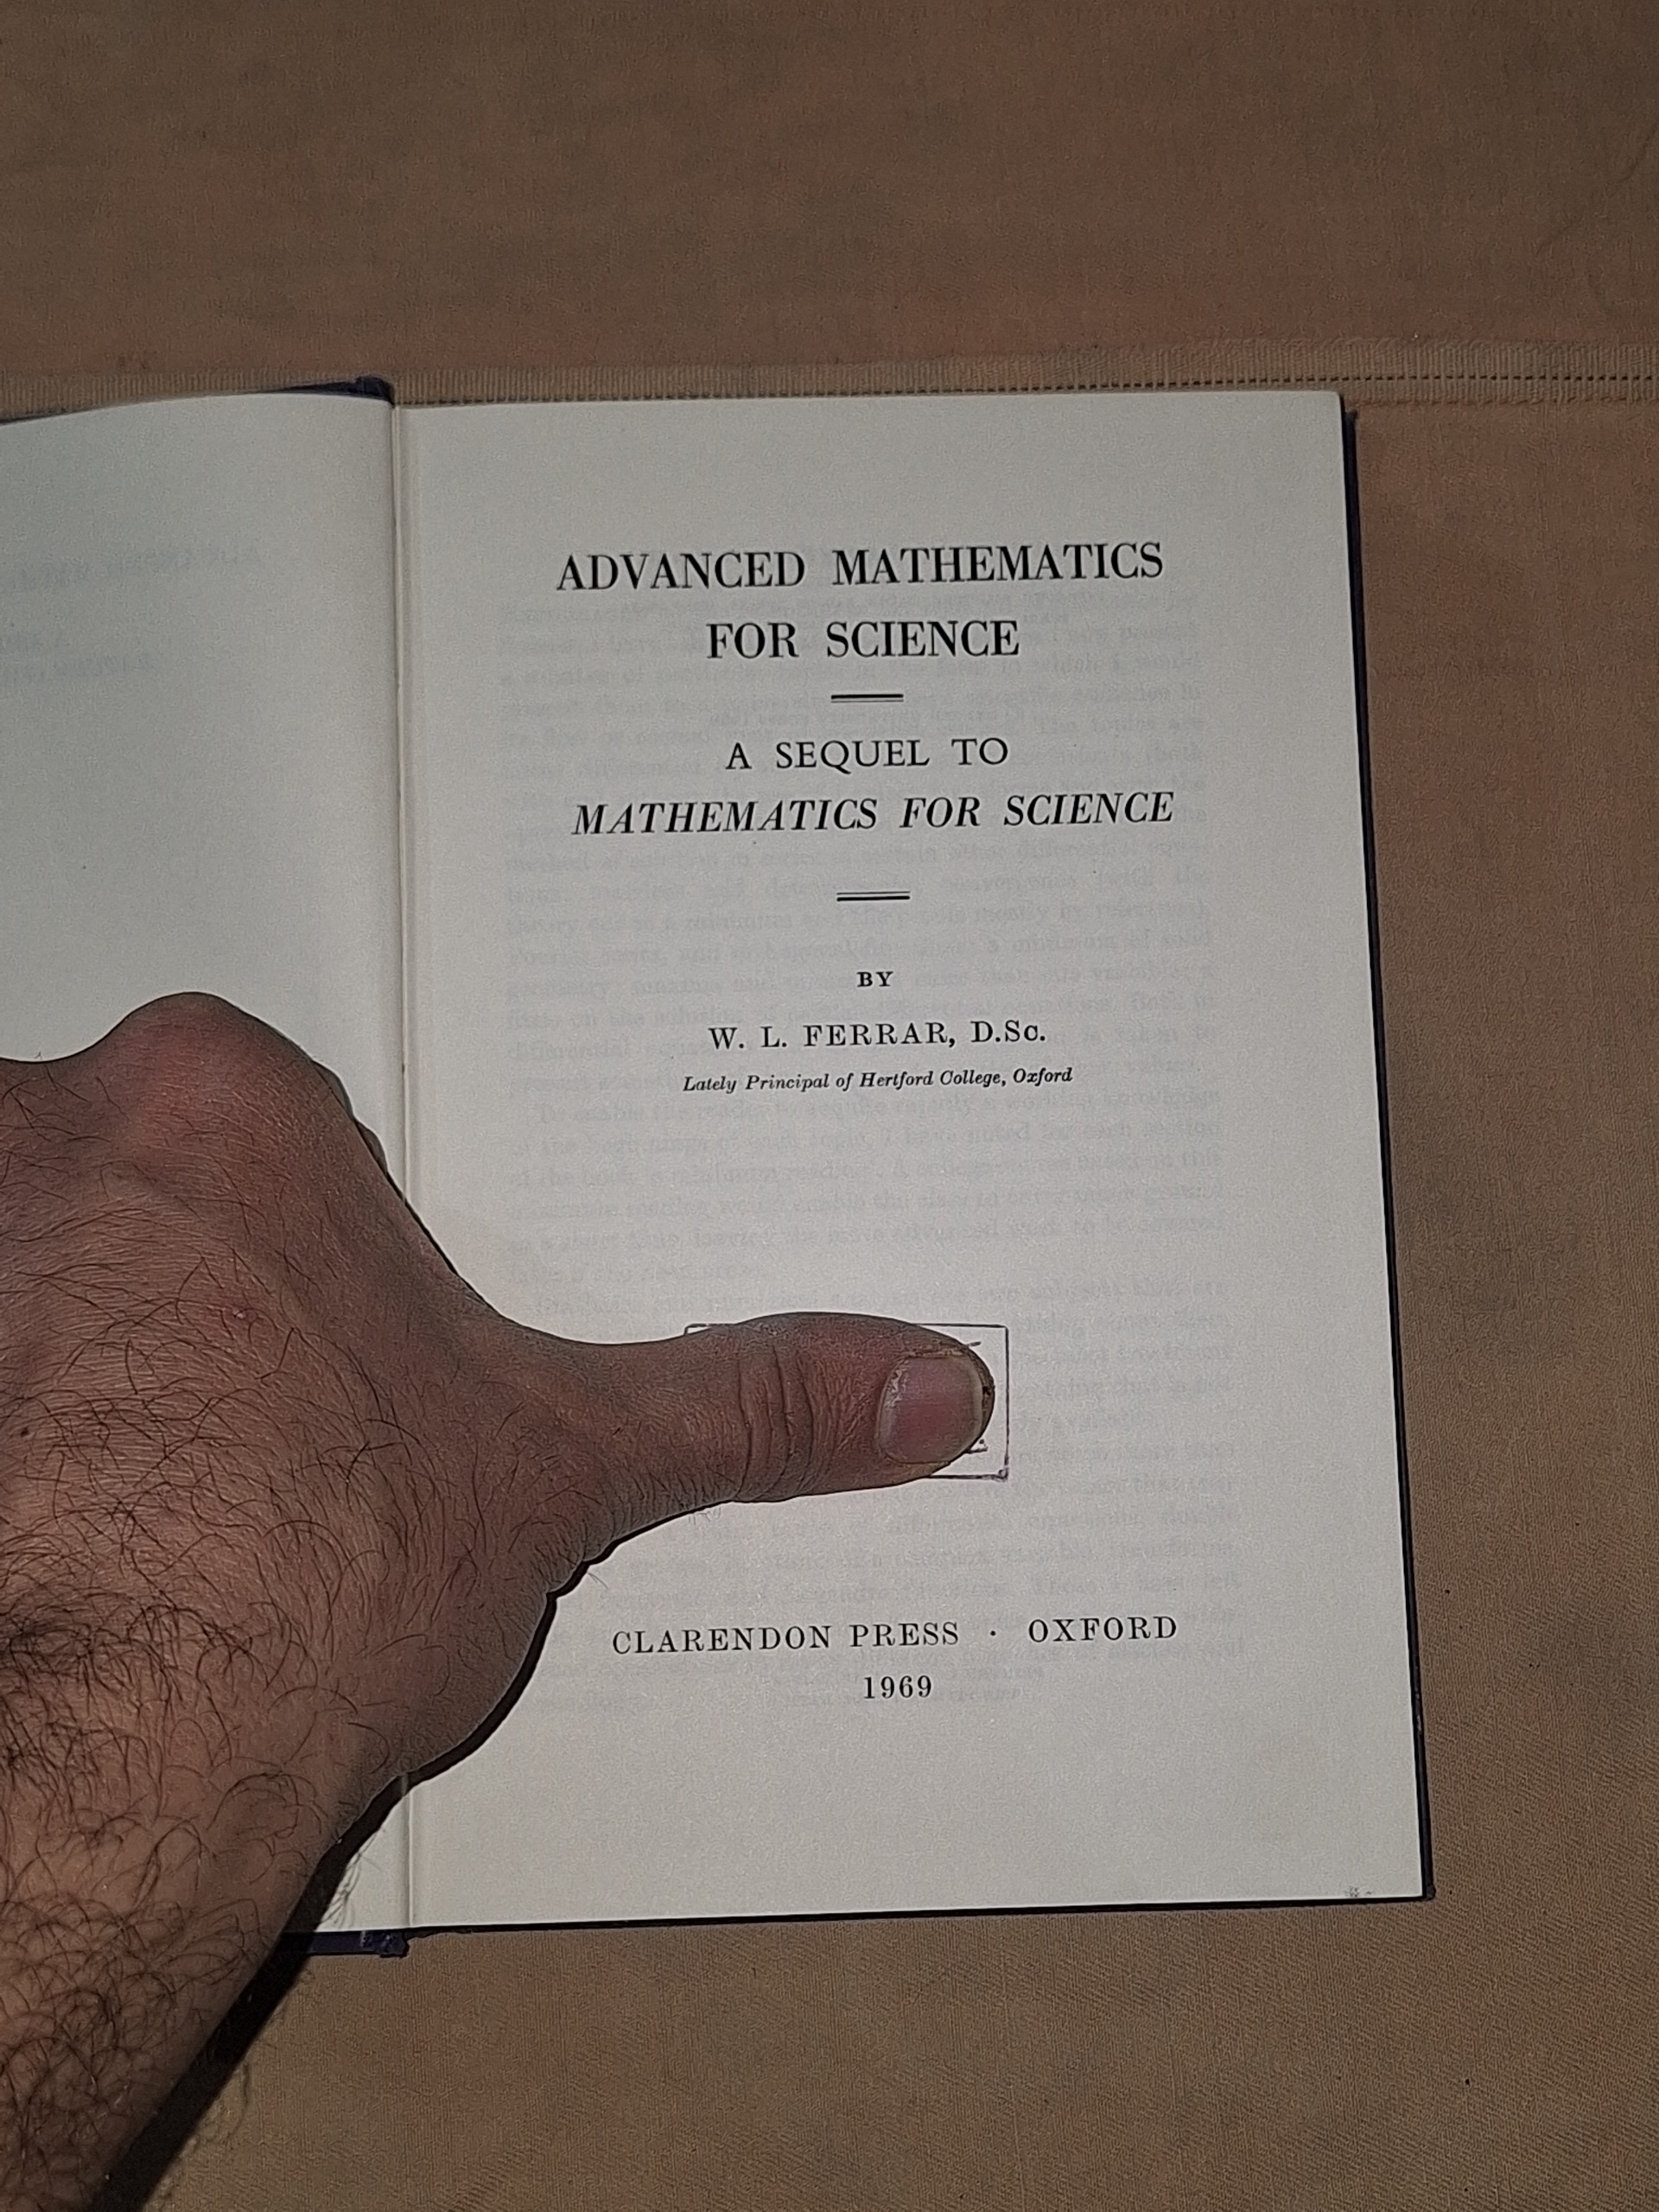 ADVANCED MATHEMATICS
FOR SCIENCE
A SEQUEL TO
MATHEMATICS FOR SCIENCE
BY
W. L. FERRAR, D.Sc.
Lately Principal of Hertford College, Oxford
CLARENDON PRESS · OXFORD
1969